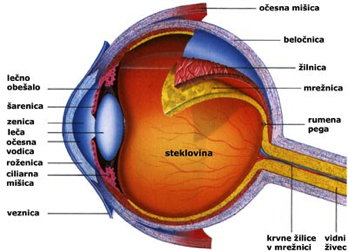 očesna mišica
beločnica
žilnica
mrežnica
rumena
pega
lečno
obešalo
šarenica
zenica
leča
očesna
vodica
roženica
ciliarna
mišica
veznica
steklovina
krvne žilice
v mrežnici
vidni
živec